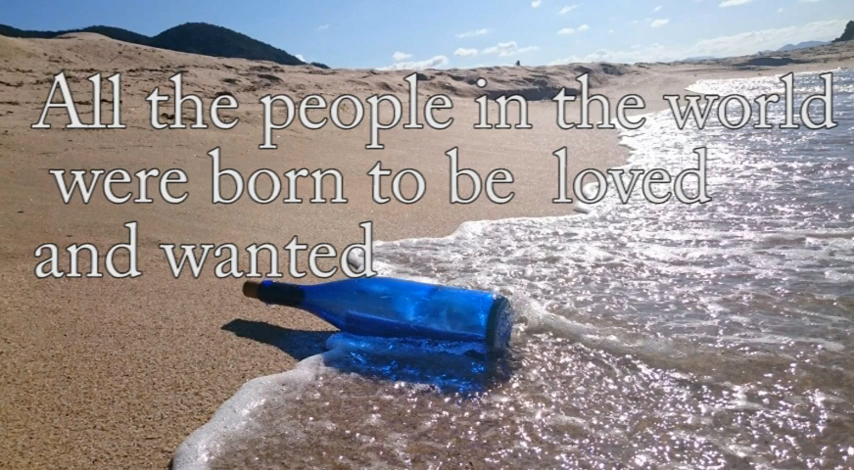 All the people in the world
were born to be loved
and wanted